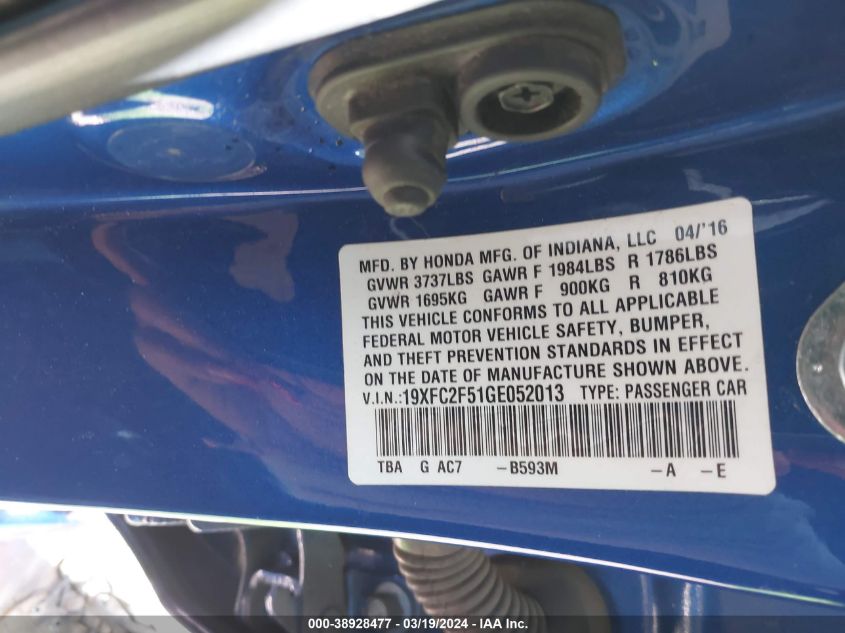 MFD. BY HONDA MFG. OF INDIANA, LLC 04/'16
GVWR 3737LBS GAWR F 1984LBS R 1786LBS
GVWR 1695KG GAWR F 900KG R 810KG
THIS VEHICLE CONFORMS TO ALL APPLICABLE
FEDERAL MOTOR VEHICLE SAFETY, BUMPER,
AND THEFT PREVENTION STANDARDS IN EFFECT
ON THE DATE OF MANUFACTURE SHOWN ABOVE.
V.I.N.:19XFC2F51GE052013 TYPE: PASSENGER CAR
TBA G AC7 -B593M -A -E
000-38928477 - 03/19/2024 - IAA Inc.